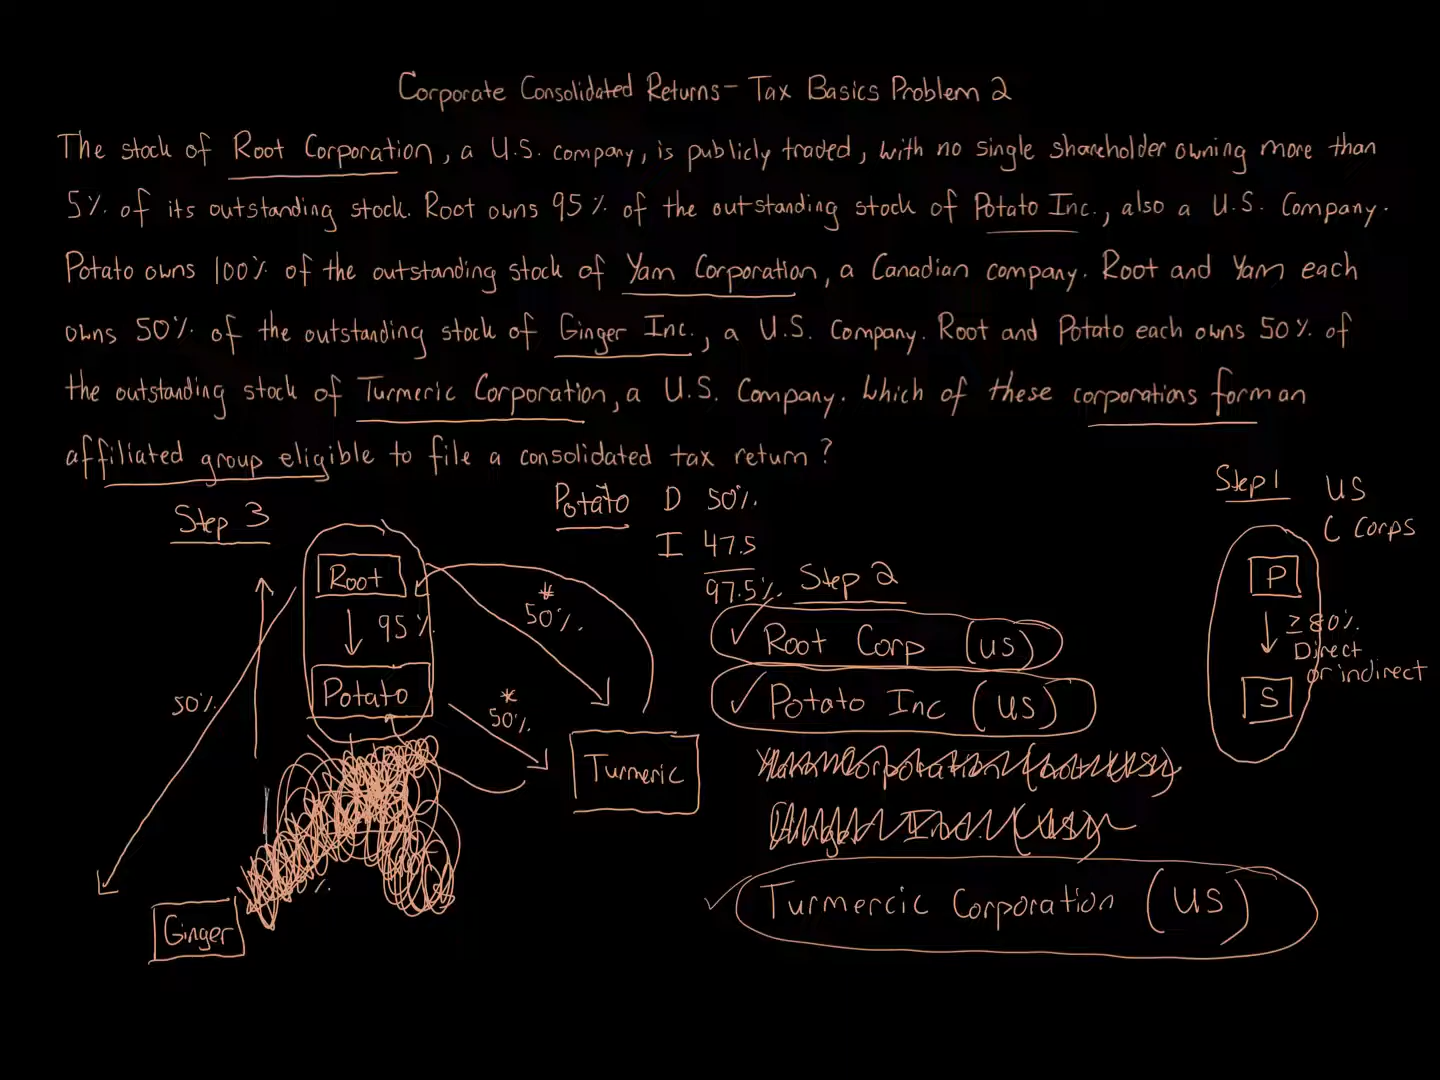 Corporate Consolidated Returns- Tax Basics Problem 2
The stock of Root Corporation, a U.S. company, is publicly traded, with no single shareholder owning more than
5% of its outstanding stock. Root owns 95% of the outstanding stock of Potato Inc., also a U.S. Company.
Potato owns 100% of the outstanding stock of Yam Corporation, a Canadian company. Root and Yam each
owns 50% of the outstanding stock of Ginger Inc., a U.S. Company. Root and Potato each owns 50% of
the outstanding stock of Turmeric Corporation, a U.S. Company. Which of these corporations form an
affiliated group eligible to file a consolidated tax return?
Step 3
Root
95%
Potato
50%
Ginger
%
* 50%
* 50%
Turmeric
Potato D 50%
I 47.5
97.5%
Step 2
✓ Root Corp (US)
✓ Potato Inc (US)
✓ Turmercic Corporation (US)
Step 1 US
C Corps
P
≥80%
Direct
or indirect
S